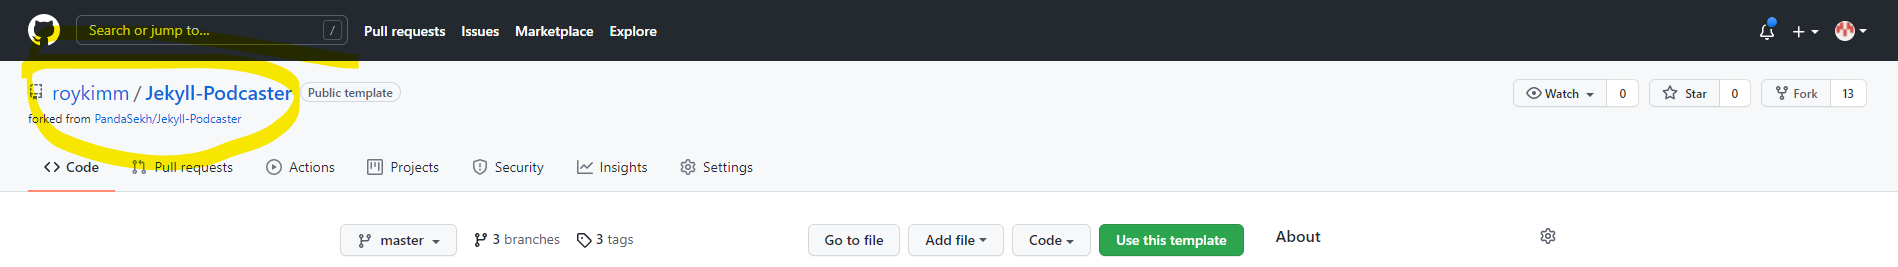 Search or jump to... / Pull requests Issues Marketplace Explore
roykimm / Jekyll-Podcaster Public template Watch 0 Star 0 Fork 13
forked from PandaSekh/Jekyll-Podcaster
Code Pull requests Actions Projects Security Insights Settings
master 3 branches 3 tags Go to file Add file Code Use this template About